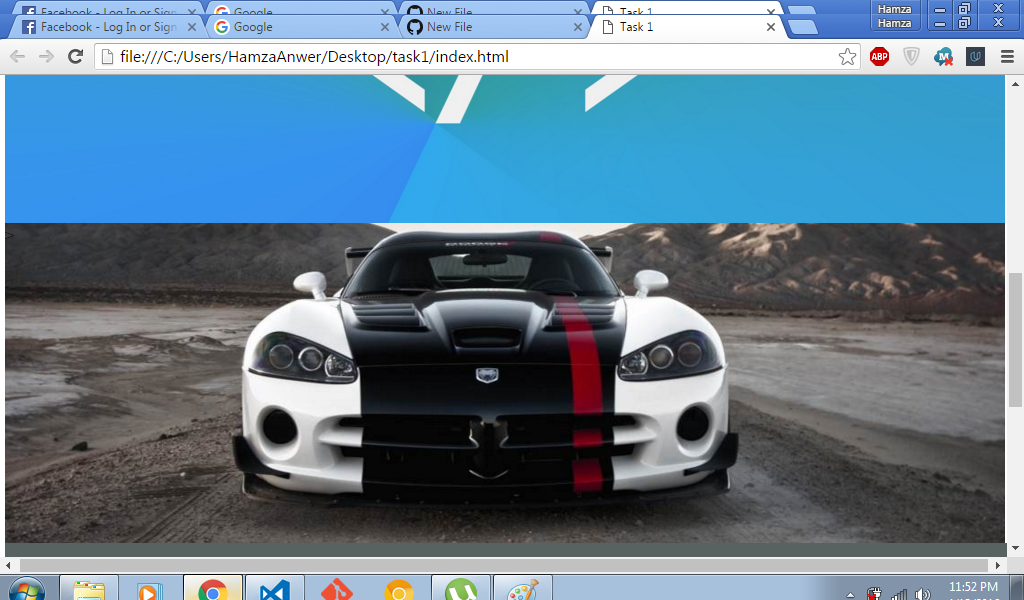 Facebook - Log In or Sign
Google
New File
Task 1
Hamza
Facebook - Log In or Sign
Google
New File
Task 1
Hamza
file:///C:/Users/HamzaAnwer/Desktop/task1/index.html
ABP
M
U
DODGE
11:52 PM